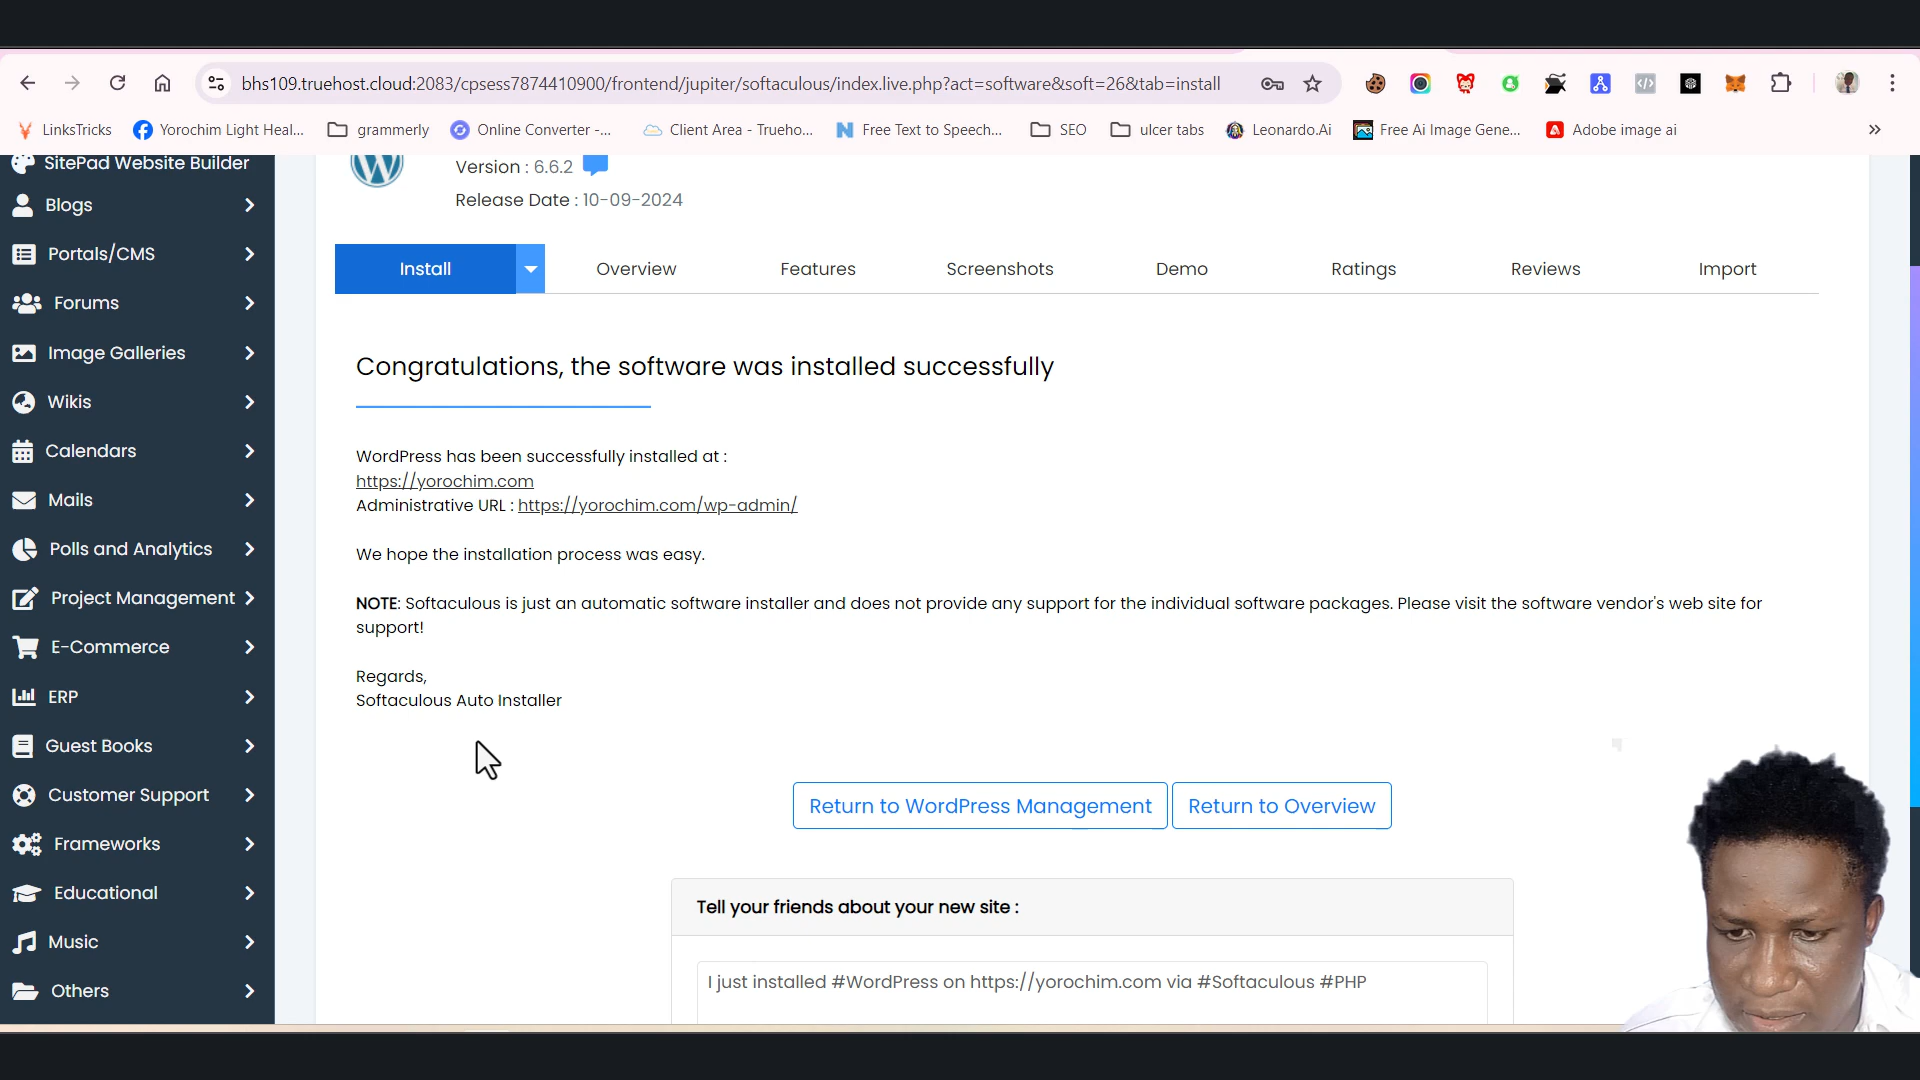 bhs109.truehost.cloud:2083/cpsess7874410900/frontend/jupiter/softaculous/index.live.php?act=software&soft=26&tab=install
LinksTricks
Yorochim Light Heal...
grammerly
Online Converter -...
Client Area - Trueho...
Free Text to Speech...
SEO
ulcer tabs
Leonardo.Ai
Free Ai Image Gene...
Adobe image ai
SitePad Website Builder
Blogs
Portals/CMS
Forums
Image Galleries
Wikis
Calendars
Mails
Polls and Analytics
Project Management
E-Commerce
ERP
Guest Books
Customer Support
Frameworks
Educational
Music
Others
Version : 6.6.2
Release Date : 10-09-2024
Install
Overview
Features
Screenshots
Demo
Ratings
Reviews
Import
Congratulations, the software was installed successfully
WordPress has been successfully installed at :
https://yorochim.com
Administrative URL : https://yorochim.com/wp-admin/
We hope the installation process was easy.
NOTE: Softaculous is just an automatic software installer and does not provide any support for the individual software packages. Please visit the software vendor's web site for
support!
Regards,
Softaculous Auto Installer
Return to WordPress Management
Return to Overview
Tell your friends about your new site :
I just installed #WordPress on https://yorochim.com via #Softaculous #PHP